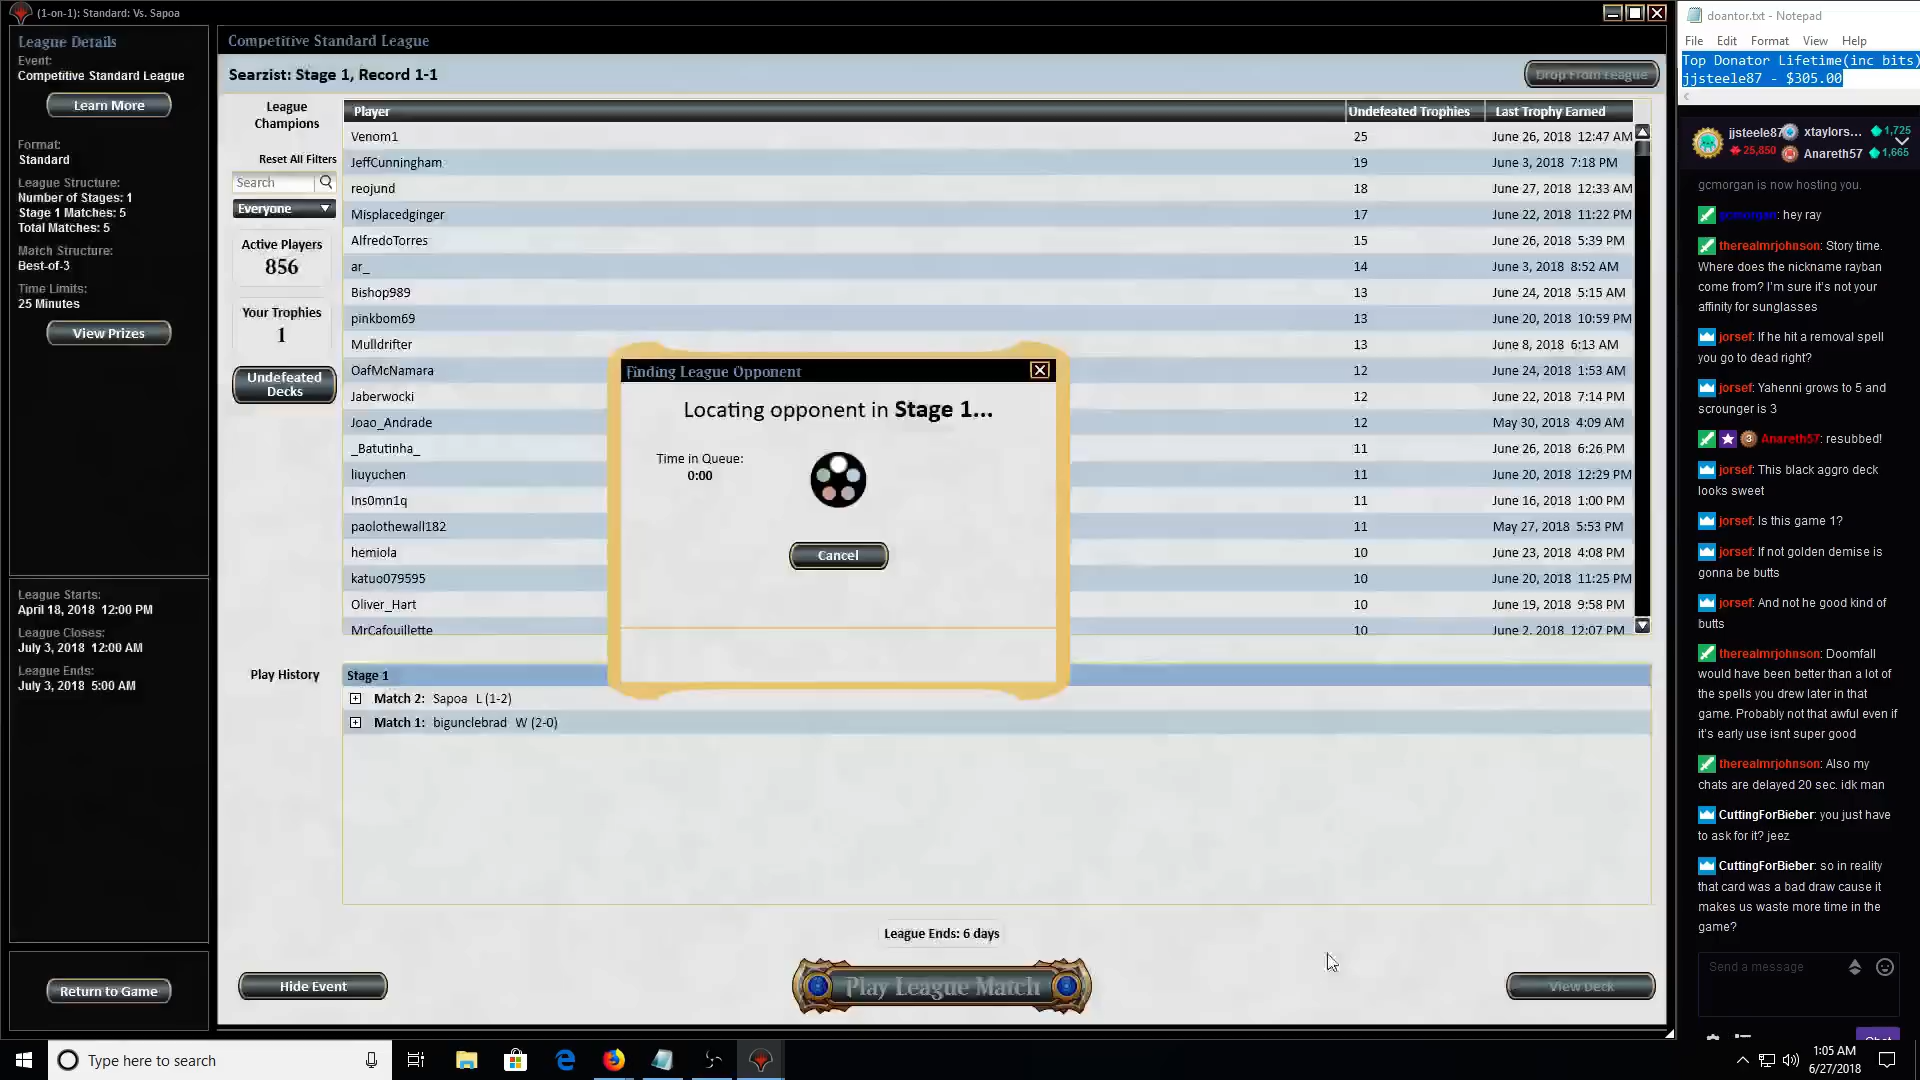 (1-on-1): Standard: Vs. Sapoa
League Details
Event:
Competitive Standard League
Learn More
Format:
Standard
League Structure:
Number of Stages: 1
Stage 1 Matches: 5
Total Matches: 5
Match Structure:
Best-of-3
Time Limits:
25 Minutes
View Prizes
League Starts:
April 18, 2018 12:00 PM
League Closes:
July 3, 2018 12:00 AM
League Ends:
July 3, 2018 5:00 AM
Return to Game
Competitive Standard League
Searzist: Stage 1, Record 1-1
Drop From League
League
Champions
Reset All Filters
Search
Everyone
Active Players
856
Your Trophies
1
Undefeated
Decks
Player Undefeated Trophies Last Trophy Earned
Venom1 25 June 26, 2018 12:47 AM
JeffCunningham 19 June 3, 2018 7:18 PM
reojund 18 June 27, 2018 12:33 AM
Misplacedginger 17 June 22, 2018 11:22 PM
AlfredoTorres 15 June 26, 2018 5:39 PM
ar_ 14 June 3, 2018 8:52 AM
Bishop989 13 June 24, 2018 5:15 AM
pinkbom69 13 June 20, 2018 10:59 PM
Mulldrifter 13 June 8, 2018 6:13 AM
OafMcNamara 12 June 24, 2018 1:53 AM
Jaberwocki 12 June 22, 2018 7:14 PM
Joao_Andrade 12 May 30, 2018 4:09 AM
_Batutinha_ 11 June 26, 2018 6:26 PM
liuyuchen 11 June 20, 2018 12:29 PM
Ins0mn1q 11 June 16, 2018 1:00 PM
paolothewall182 11 May 27, 2018 5:53 PM
hemiola 10 June 23, 2018 4:08 PM
katuo079595 10 June 20, 2018 11:25 PM
Oliver_Hart 10 June 19, 2018 9:58 PM
MrCafouillette 10 June 2, 2018 12:07 PM
Finding League Opponent
Locating opponent in Stage 1...
Time in Queue:
0:00
Cancel
Play History
Stage 1
Match 2: Sapoa L (1-2)
Match 1: bigunclebrad W (2-0)
League Ends: 6 days
Hide Event
Play League Match
View Deck
doantor.txt - Notepad
File Edit Format View Help
Top Donator Lifetime(inc bits)
jjsteele87 - $305.00
jjsteele87 xtaylors... 1,725
25,850 Anareth57 1,665
gcmorgan is now hosting you.
gcmorgan: hey ray
therealmrjohnson: Story time.
Where does the nickname rayban
come from? I'm sure it's not your
affinity for sunglasses
jorsef: If he hit a removal spell
you go to dead right?
jorsef: Yahenni grows to 5 and
scrounger is 3
3 Anareth57: resubbed!
jorsef: This black aggro deck
looks sweet
jorsef: Is this game 1?
jorsef: If not golden demise is
gonna be butts
jorsef: And not he good kind of
butts
therealmrjohnson: Doomfall
would have been better than a lot of
the spells you drew later in that
game. Probably not that awful even if
it's early use isnt super good
therealmrjohnson: Also my
chats are delayed 20 sec. idk man
CuttingForBieber: you just have
to ask for it? jeez
CuttingForBieber: so in reality
that card was a bad draw cause it
makes us waste more time in the
game?
Send a message
Chat
Type here to search
1:05 AM
6/27/2018